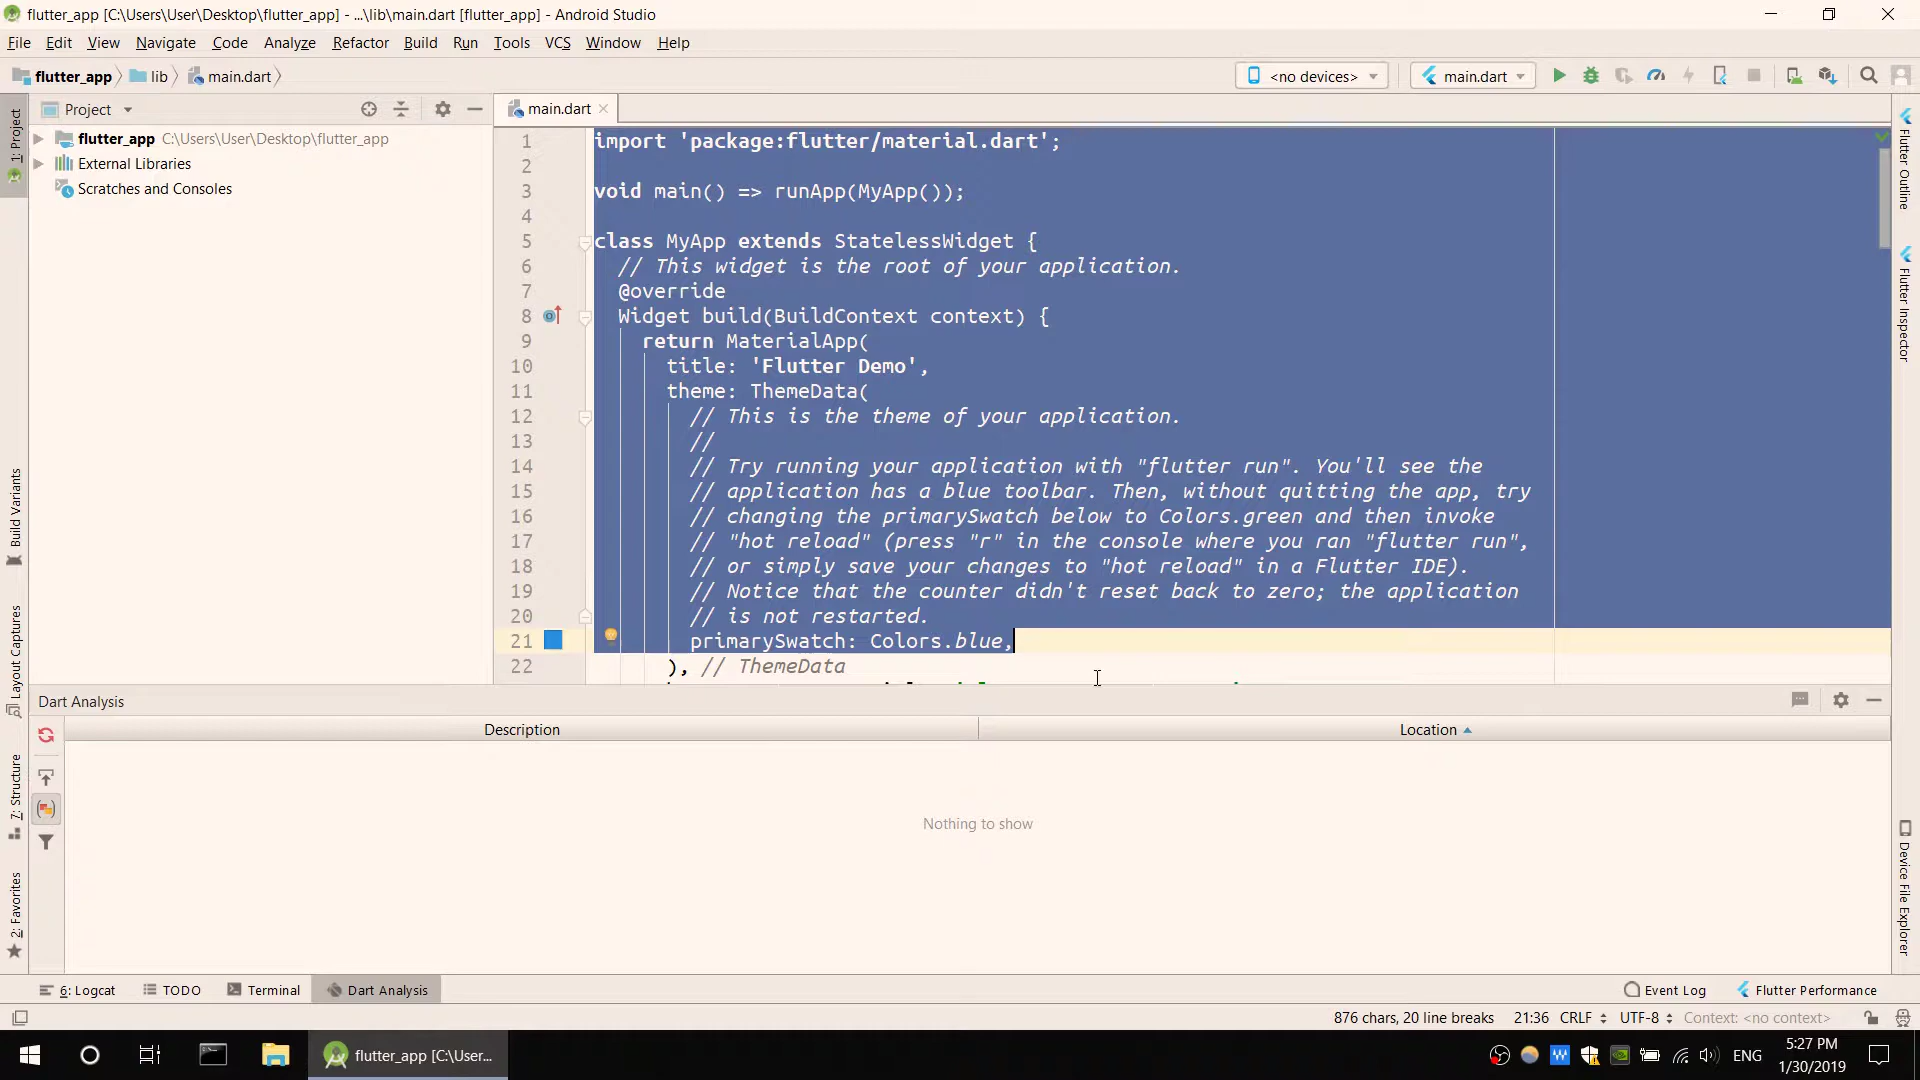 flutter_app [C:\Users\User\Desktop\flutter_app] - ...\lib\main.dart [flutter_app] - Android Studio
File Edit View Navigate Code Analyze Refactor Build Run Tools VCS Window Help
flutter_app lib main.dart <no devices> main.dart
Project main.dart
flutter_app C:\Users\User\Desktop\flutter_app
External Libraries
Scratches and Consoles
1: Project
Build Variants
Layout Captures
7: Structure
2: Favorites
1 import 'package:flutter/material.dart';
2
3 void main() => runApp(MyApp());
4
5 class MyApp extends StatelessWidget {
6 // This widget is the root of your application.
7 @override
8 Widget build(BuildContext context) {
9 return MaterialApp(
10 title: 'Flutter Demo',
11 theme: ThemeData(
12 // This is the theme of your application.
13 //
14 // Try running your application with "flutter run". You'll see the
15 // application has a blue toolbar. Then, without quitting the app, try
16 // changing the primarySwatch below to Colors.green and then invoke
17 // "hot reload" (press "r" in the console where you ran "flutter run",
18 // or simply save your changes to "hot reload" in a Flutter IDE).
19 // Notice that the counter didn't reset back to zero; the application
20 // is not restarted.
21 primarySwatch: Colors.blue,
22 ), // ThemeData
Flutter Outline
Flutter Inspector
Device File Explorer
Dart Analysis
Description Location
Nothing to show
6: Logcat TODO Terminal Dart Analysis Event Log Flutter Performance
876 chars, 20 line breaks 21:36 CRLF UTF-8 Context: <no context>
flutter_app [C:\User... ENG 5:27 PM
1/30/2019